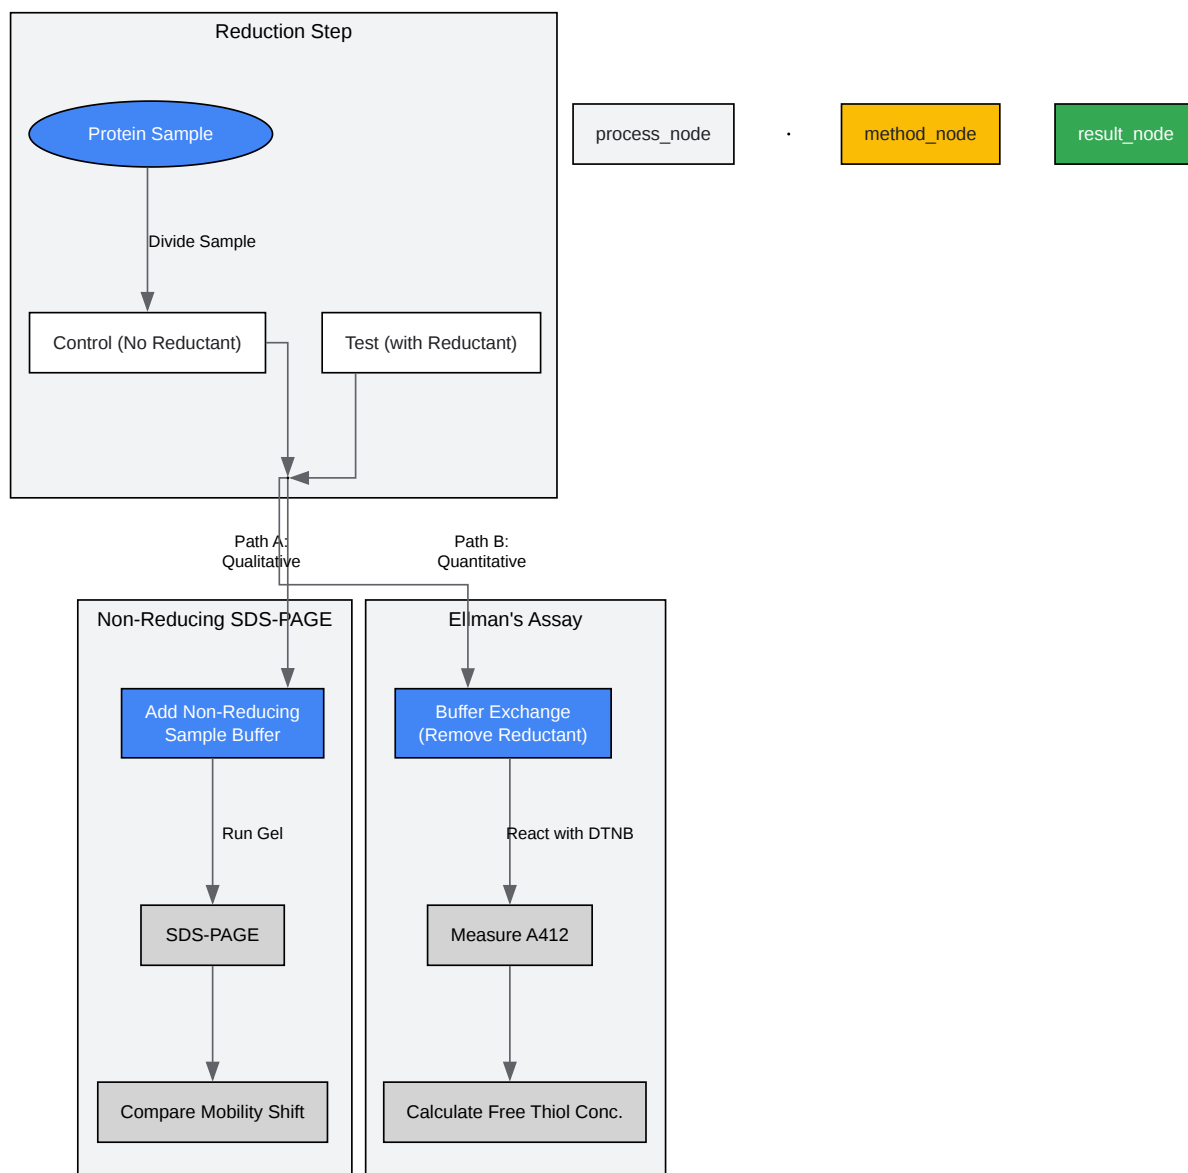 Reduction Step
Protein Sample
process_node
method_node
result_node
Divide Sample
Control (No Reductant)
Test (with Reductant)
Path A:
Qualitative
Path B:
Quantitative
Non-Reducing SDS-PAGE
Ellman's Assay
Add Non-Reducing
Sample Buffer
Buffer Exchange
(Remove Reductant)
Run Gel
React with DTNB
SDS-PAGE
Measure A412
Compare Mobility Shift
Calculate Free Thiol Conc.